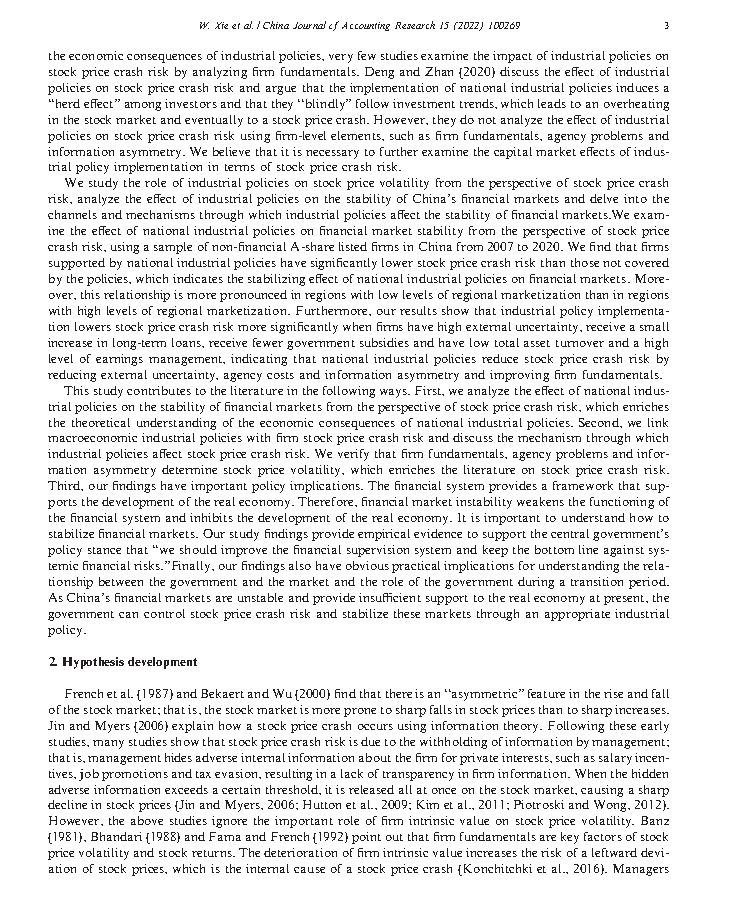 W. Xie et al. / China Journal of Accounting Research 15 (2022) 100269
3
the economic consequences of industrial policies, very few studies examine the impact of industrial policies on
stock price crash risk by analyzing firm fundamentals. Deng and Zhan (2020) discuss the effect of industrial
policies on stock price crash risk and argue that the implementation of national industrial policies induces a
“herd effect” among investors and that they “blindly” follow investment trends, which leads to an overheating
in the stock market and eventually to a stock price crash. However, they do not analyze the effect of industrial
policies on stock price crash risk using firm-level elements, such as firm fundamentals, agency problems and
information asymmetry. We believe that it is necessary to further examine the capital market effects of indus-
trial policy implementation in terms of stock price crash risk.
We study the role of industrial policies on stock price volatility from the perspective of stock price crash
risk, analyze the effect of industrial policies on the stability of China’s financial markets and delve into the
channels and mechanisms through which industrial policies affect the stability of financial markets.We exam-
ine the effect of national industrial policies on financial market stability from the perspective of stock price
crash risk, using a sample of non-financial A-share listed firms in China from 2007 to 2020. We find that firms
supported by national industrial policies have significantly lower stock price crash risk than those not covered
by the policies, which indicates the stabilizing effect of national industrial policies on financial markets. More-
over, this relationship is more pronounced in regions with low levels of regional marketization than in regions
with high levels of regional marketization. Furthermore, our results show that industrial policy implementa-
tion lowers stock price crash risk more significantly when firms have high external uncertainty, receive a small
increase in long-term loans, receive fewer government subsidies and have low total asset turnover and a high
level of earnings management, indicating that national industrial policies reduce stock price crash risk by
reducing external uncertainty, agency costs and information asymmetry and improving firm fundamentals.
This study contributes to the literature in the following ways. First, we analyze the effect of national indus-
trial policies on the stability of financial markets from the perspective of stock price crash risk, which enriches
the theoretical understanding of the economic consequences of national industrial policies. Second, we link
macroeconomic industrial policies with firm stock price crash risk and discuss the mechanism through which
industrial policies affect stock price crash risk. We verify that firm fundamentals, agency problems and infor-
mation asymmetry determine stock price volatility, which enriches the literature on stock price crash risk.
Third, our findings have important policy implications. The financial system provides a framework that sup-
ports the development of the real economy. Therefore, financial market instability weakens the functioning of
the financial system and inhibits the development of the real economy. It is important to understand how to
stabilize financial markets. Our study findings provide empirical evidence to support the central government’s
policy stance that “we should improve the financial supervision system and keep the bottom line against sys-
temic financial risks.”Finally, our findings also have obvious practical implications for understanding the rela-
tionship between the government and the market and the role of the government during a transition period.
As China’s financial markets are unstable and provide insufficient support to the real economy at present, the
government can control stock price crash risk and stabilize these markets through an appropriate industrial
policy.
2. Hypothesis development
French et al. (1987) and Bekaert and Wu (2000) find that there is an “asymmetric” feature in the rise and fall
of the stock market; that is, the stock market is more prone to sharp falls in stock prices than to sharp increases.
Jin and Myers (2006) explain how a stock price crash occurs using information theory. Following these early
studies, many studies show that stock price crash risk is due to the withholding of information by management;
that is, management hides adverse internal information about the firm for private interests, such as salary incen-
tives, job promotions and tax evasion, resulting in a lack of transparency in firm information. When the hidden
adverse information exceeds a certain threshold, it is released all at once on the stock market, causing a sharp
decline in stock prices (Jin and Myers, 2006; Hutton et al., 2009; Kim et al., 2011; Piotroski and Wong, 2012).
However, the above studies ignore the important role of firm intrinsic value on stock price volatility. Banz
(1981), Bhandari (1988) and Fama and French (1992) point out that firm fundamentals are key factors of stock
price volatility and stock returns. The deterioration of firm intrinsic value increases the risk of a leftward devi-
ation of stock prices, which is the internal cause of a stock price crash (Konchitchki et al., 2016). Managers